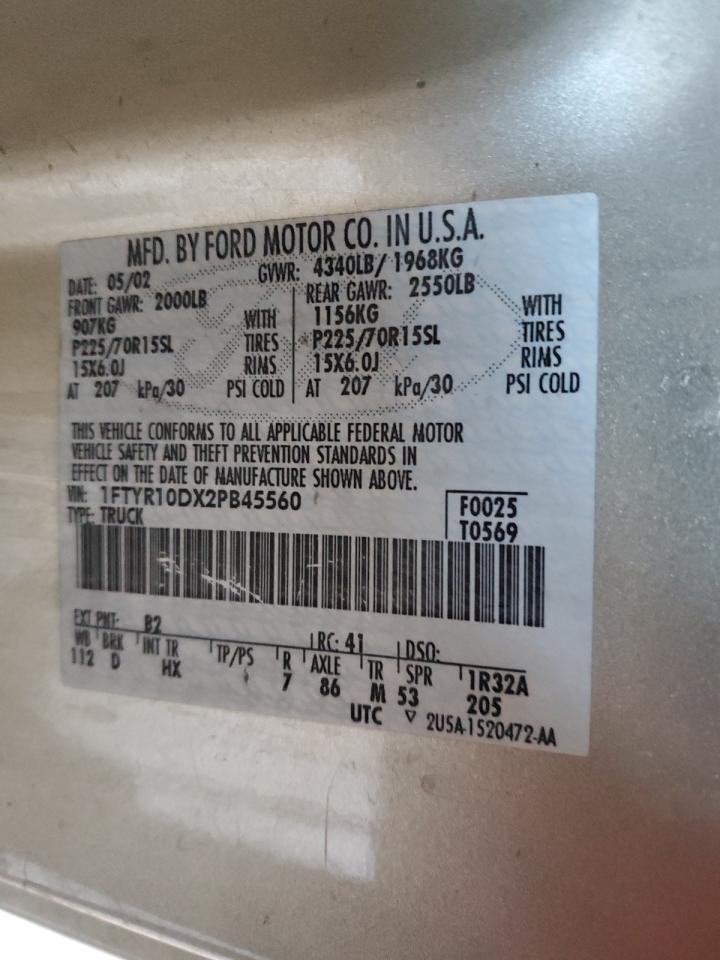 MFD. BY FORD MOTOR CO. IN U.S.A.
DATE: 05/02 GVWR: 4340LB/ 1968KG
FRONT GAWR: 2000LB REAR GAWR: 2550LB
907KG WITH 1156KG WITH
P225/70R15SL TIRES P225/70R15SL TIRES
15X6.0J RIMS 15X6.0J RIMS
AT 207 kPa/30 PSI COLD AT 207 kPa/30 PSI COLD
THIS VEHICLE CONFORMS TO ALL APPLICABLE FEDERAL MOTOR
VEHICLE SAFETY AND THEFT PREVENTION STANDARDS IN
EFFECT ON THE DATE OF MANUFACTURE SHOWN ABOVE.
VIN: 1FTYR10DX2PB45560 F0025
TYPE: TRUCK T0569
EXT PNT: B2 RC: 41 DSO:
WB BRK INT TR TP/PS R AXLE TR SPR 1R32A
112 D HX 7 86 M 53 205
UTC ▽ 2U5A-1520472-AA